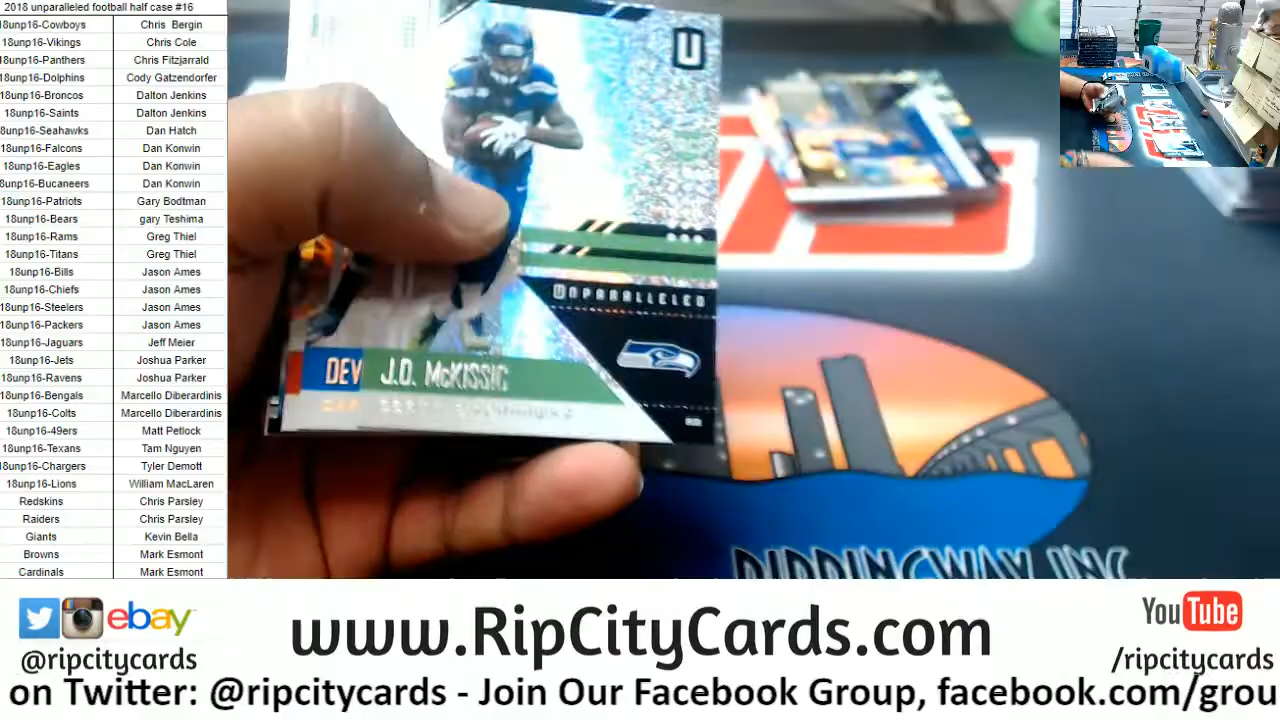 2018 unparalleled football half case #16
18unp16-Cowboys Chris Bergin
18unp16-Vikings Chris Cole
18unp16-Panthers Chris Fitzjarrald
18unp16-Dolphins Cody Gatzendorfer
18unp16-Broncos Dalton Jenkins
18unp16-Saints Dalton Jenkins
8unp16-Seahawks Dan Hatch
18unp16-Falcons Dan Konwin
18unp16-Eagles Dan Konwin
8unp16-Bucaneers Dan Konwin
18unp16-Patriots Gary Bodtman
18unp16-Bears gary Teshima
18unp16-Rams Greg Thiel
18unp16-Titans Greg Thiel
18unp16-Bills Jason Ames
18unp16-Chiefs Jason Ames
18unp16-Steelers Jason Ames
18unp16-Packers Jason Ames
18unp16-Jaguars Jeff Meier
18unp16-Jets Joshua Parker
18unp16-Ravens Joshua Parker
18unp16-Bengals Marcello Diberardinis
18unp16-Colts Marcello Diberardinis
18unp16-49ers Matt Petlock
18unp16-Texans Tam Nguyen
18unp16-Chargers Tyler Demott
18unp16-Lions William MacLaren
Redskins Chris Parsley
Raiders Chris Parsley
Giants Kevin Bella
Browns Mark Esmont
Cardinals Mark Esmont
U
UNPARALLELED
DEV J.D. McKISSIC
RB
RIPPINGWAY INC
ebay
@ripcitycards
www.RipCityCards.com
YouTube
/ripcitycards
on Twitter: @ripcitycards - Join Our Facebook Group, facebook.com/grou